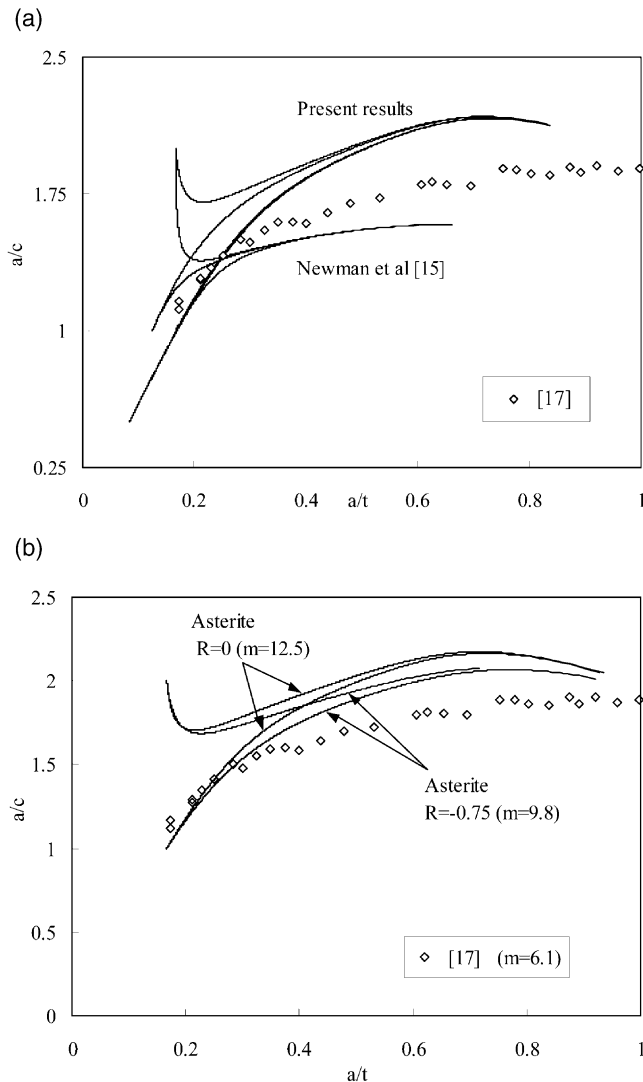 (a)
2.5
1.75
1
0.25
a/c
Present results
Newman et al [15]
[17]
0
0.2
0.4
0.6
0.8
1
a/t
(b)
2.5
2
1.5
1
0.5
0
a/c
Asterite
R=0 (m=12.5)
Asterite
R=-0.75 (m=9.8)
[17] (m=6.1)
0
0.2
0.4
0.6
0.8
1
a/t